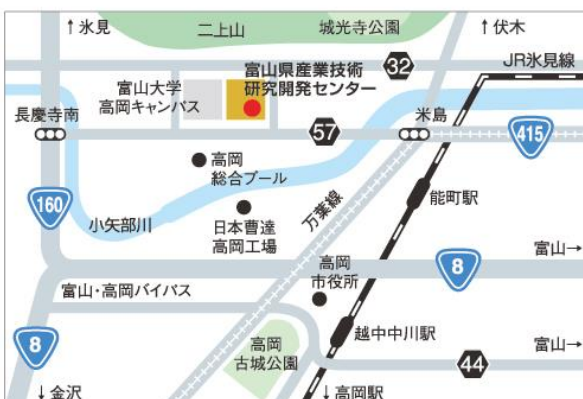 ↑氷見
二上山
城光寺公園
↑伏木
JR氷見線
32
富山大学
高岡キャンパス
富山県産業技術
研究開発センター
長慶寺南
57
米島
415
高岡
総合プール
160
小矢部川
日本曹達
高岡工場
万葉線
能町駅
8
富山→
高岡
市役所
富山・高岡バイパス
8
高岡
古城公園
越中中川駅
44
富山→
↓金沢
↓高岡駅